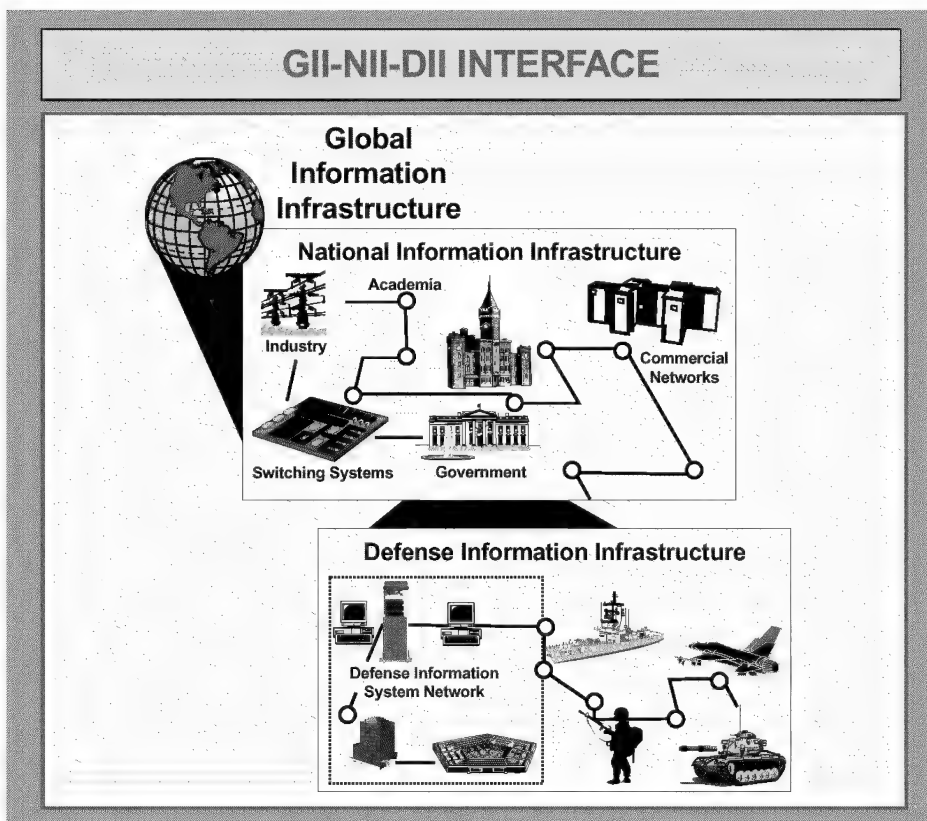 GII-NII-DII INTERFACE
Global
Information
Infrastructure
National Information Infrastructure
Academia
Industry
Commercial
Networks
Switching Systems
Government
Defense Information Infrastructure
Defense Information
System Network